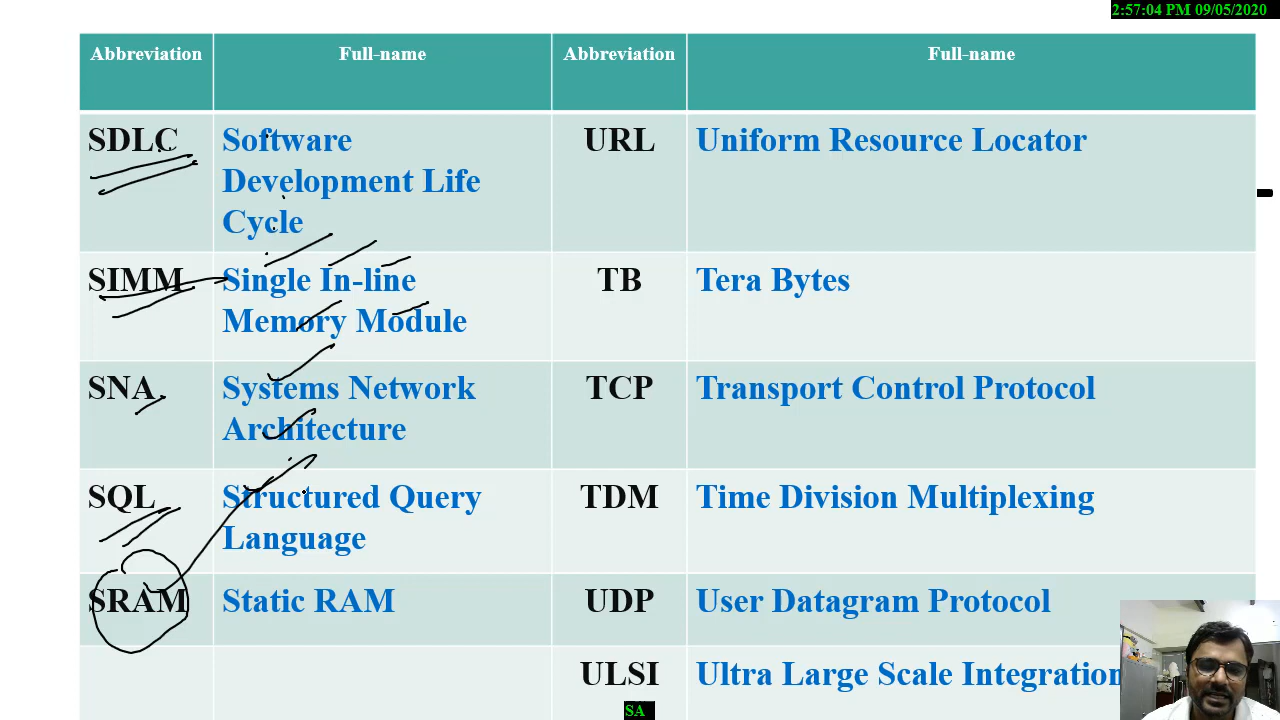 2:57:04 PM 09/05/2020
Abbreviation Full-name Abbreviation Full-name
SDLC Software Development Life Cycle URL Uniform Resource Locator
SIMM Single In-line Memory Module TB Tera Bytes
SNA Systems Network Architecture TCP Transport Control Protocol
SQL Structured Query Language TDM Time Division Multiplexing
SRAM Static RAM UDP User Datagram Protocol
ULSI Ultra Large Scale Integration
SA